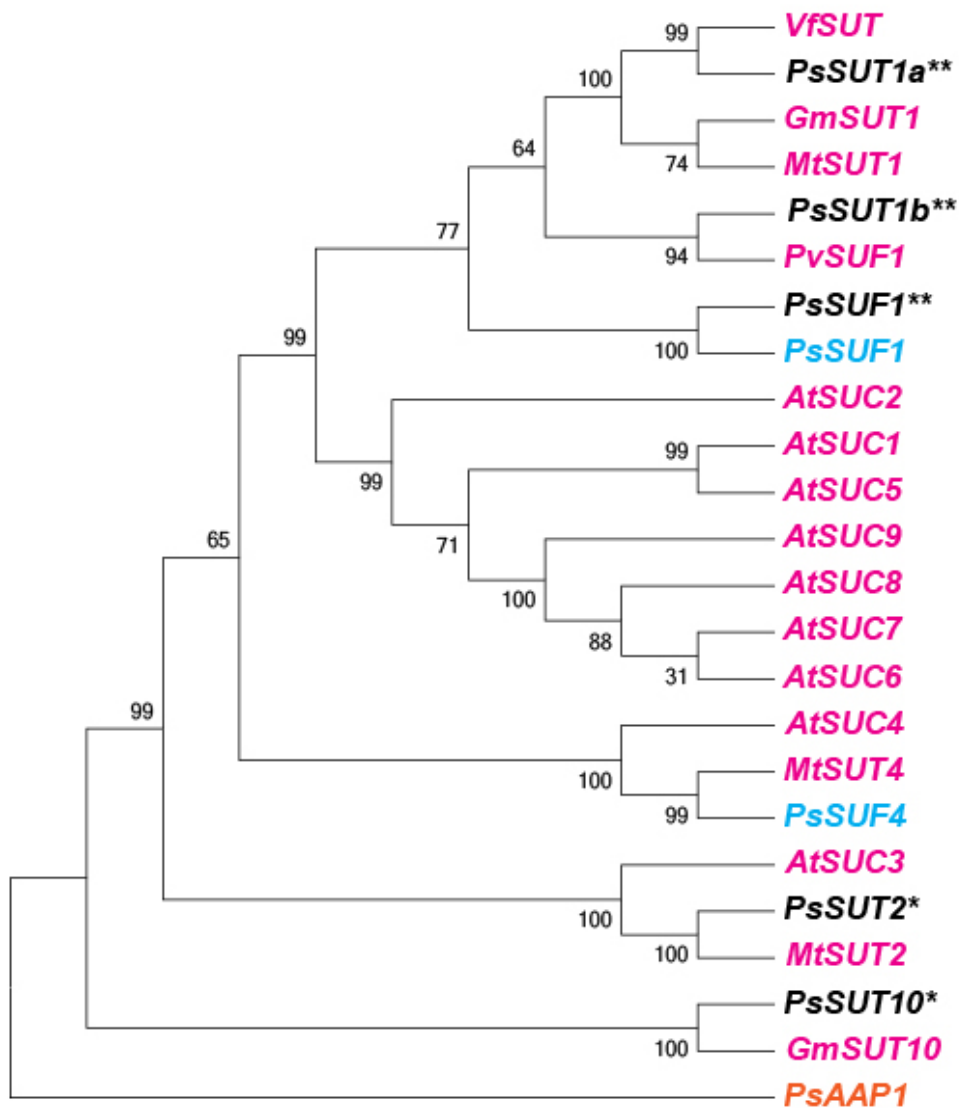 99
VfSUT
PsSUT1a**
100
GmSUT1
74
MtSUT1
64
PsSUT1b**
77
94
PvSUF1
PsSUF1**
99
100
PsSUF1
AtSUC2
99
AtSUC1
99
AtSUC5
71
AtSUC9
65
100
AtSUC8
88
AtSUC7
31
AtSUC6
99
AtSUC4
100
MtSUT4
99
PsSUF4
AtSUC3
100
PsSUT2*
100
MtSUT2
PsSUT10*
100
GmSUT10
PsAAP1